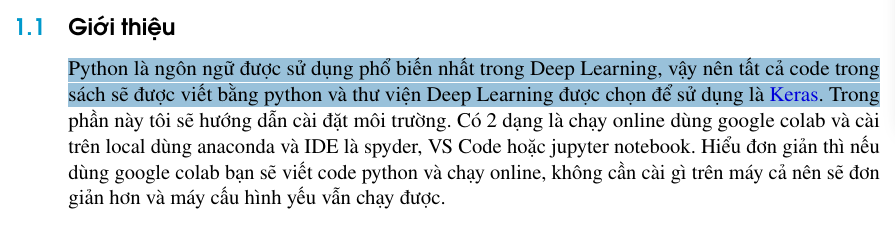 1.1 Giới thiệu
Python là ngôn ngữ được sử dụng phổ biến nhất trong Deep Learning, vậy nên tất cả code trong
sách sẽ được viết bằng python và thư viện Deep Learning được chọn để sử dụng là Keras. Trong
phần này tôi sẽ hướng dẫn cài đặt môi trường. Có 2 dạng là chạy online dùng google colab và cài
trên local dùng anaconda và IDE là spyder, VS Code hoặc jupyter notebook. Hiểu đơn giản thì nếu
dùng google colab bạn sẽ viết code python và chạy online, không cần cài gì trên máy cả nên sẽ đơn
giản hơn và máy cấu hình yếu vẫn chạy được.